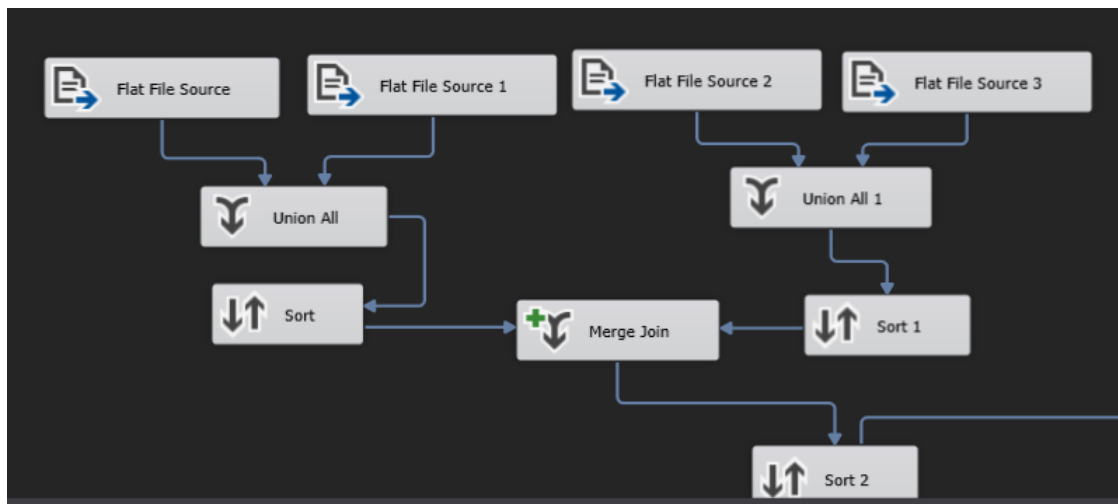 Flat File Source
Flat File Source 1
Flat File Source 2
Flat File Source 3
Union All
Union All 1
Sort
Merge Join
Sort 1
Sort 2